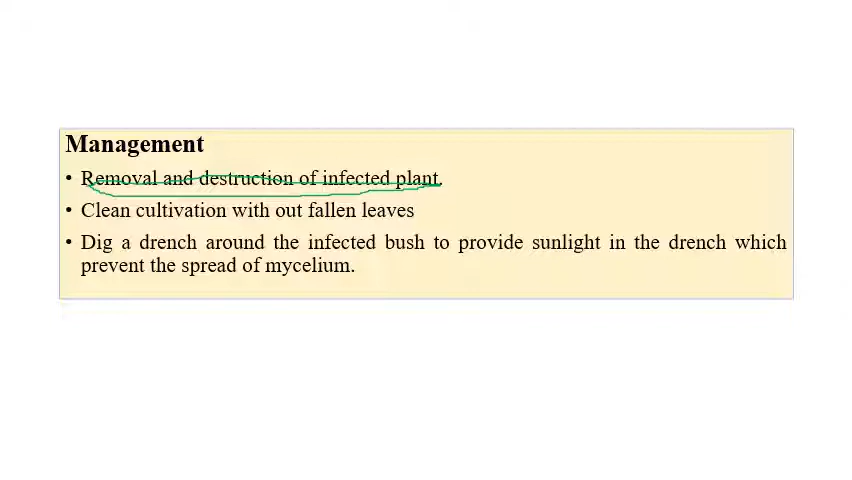 Management
• Removal and destruction of infected plant.
• Clean cultivation with out fallen leaves
• Dig a drench around the infected bush to provide sunlight in the drench which
prevent the spread of mycelium.